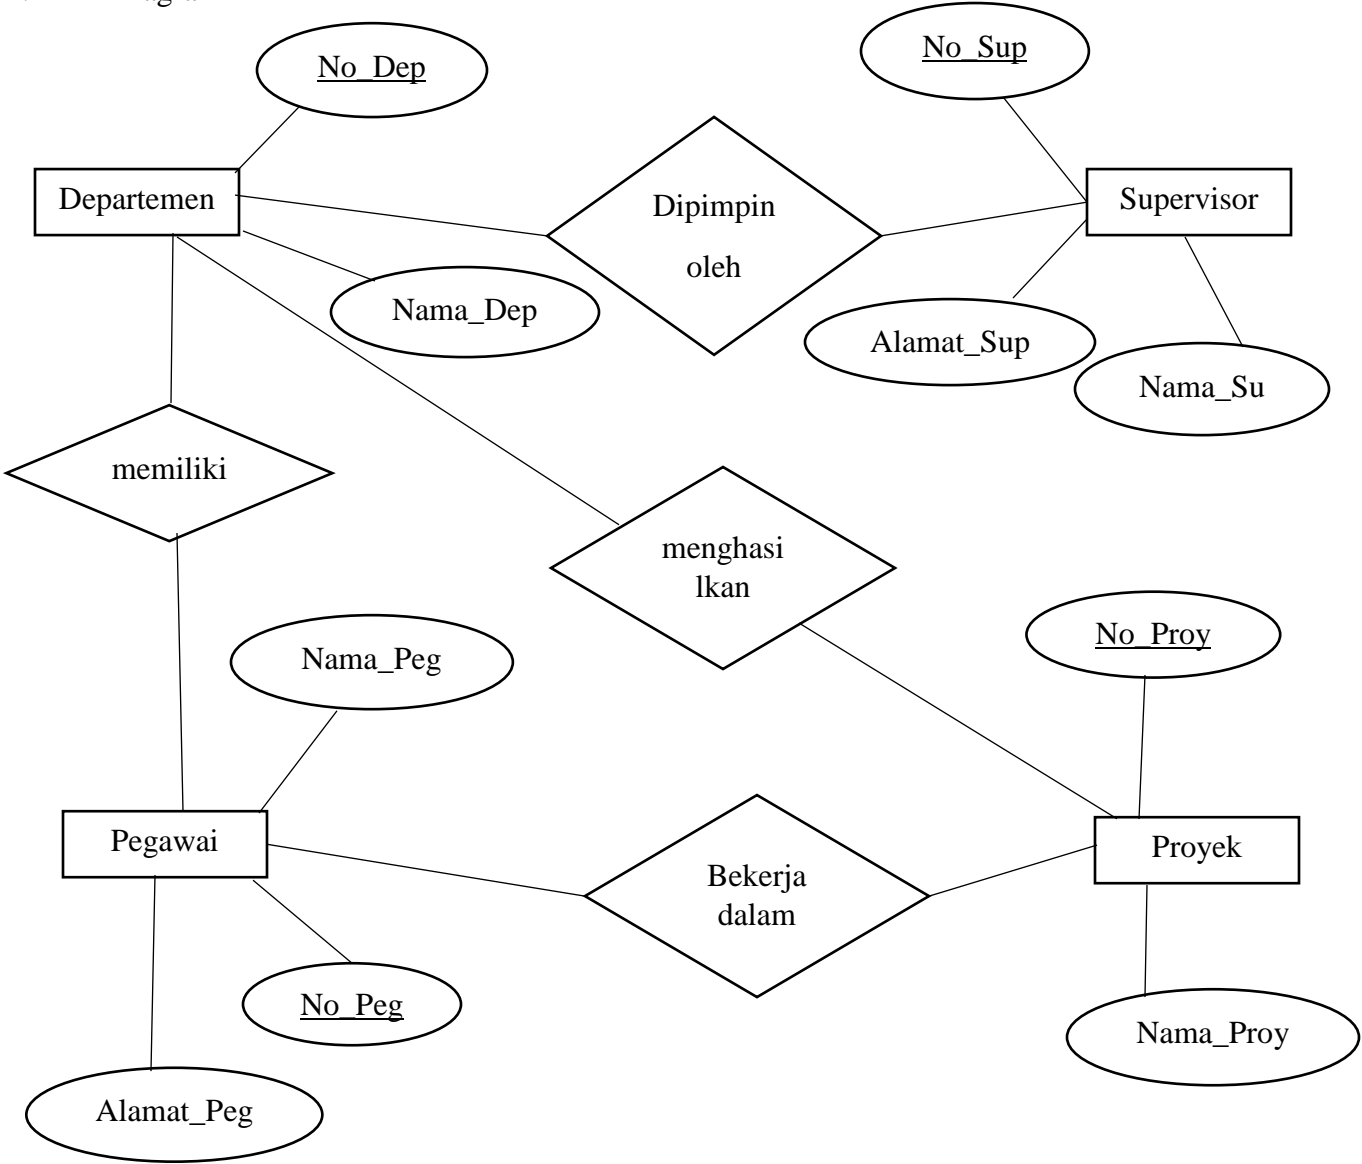 No_Dep
No_Sup
Departemen
Dipimpin
oleh
Supervisor
Nama_Dep
Alamat_Sup
Nama_Su
memiliki
menghasi
lkan
No_Proy
Nama_Peg
Pegawai
Bekerja
dalam
Proyek
No_Peg
Nama_Proy
Alamat_Peg